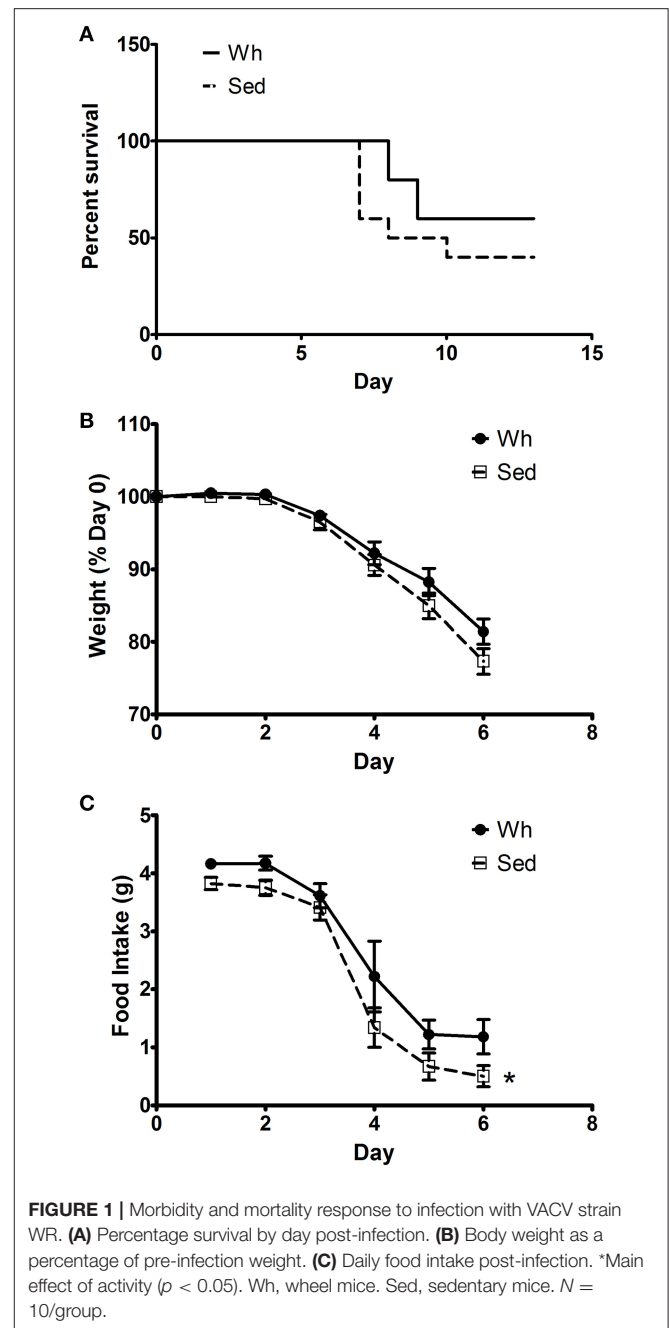 A
150
Wh
Sed
100
50
0
Percent survival
0 5 10 15
Day
B
110
Wh
Sed
100
90
80
70
Weight (% Day 0)
0 2 4 6 8
Day
C
5
Wh
Sed
4
3
2
1
0
Food Intake (g)
*
0 2 4 6 8
Day
FIGURE 1 | Morbidity and mortality response to infection with VACV strain
WR. (A) Percentage survival by day post-infection. (B) Body weight as a
percentage of pre-infection weight. (C) Daily food intake post-infection. *Main
effect of activity (p < 0.05). Wh, wheel mice. Sed, sedentary mice. N =
10/group.